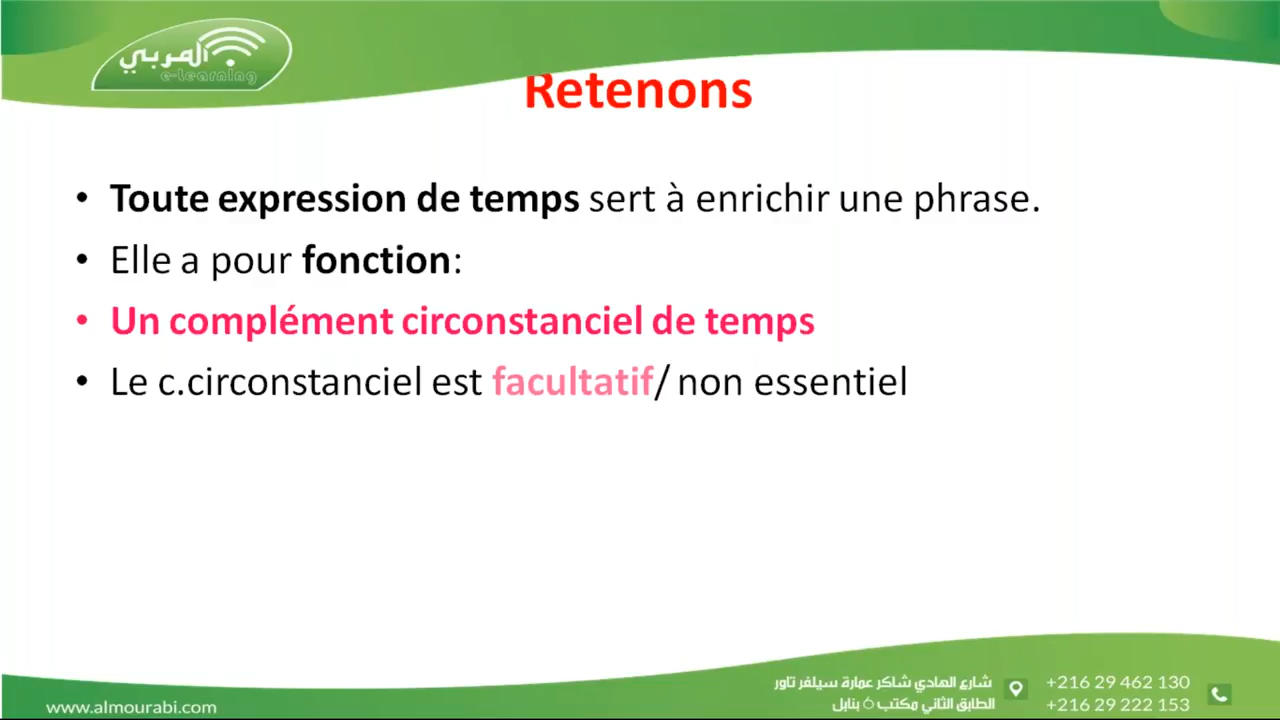 المربي
e-learning
Retenons
• Toute expression de temps sert à enrichir une phrase.
• Elle a pour fonction:
• Un complément circonstanciel de temps
• Le c.circonstanciel est facultatif/ non essentiel
www.almourabi.com
شارع الهادي شاكر عمارة سيلفر تاور
الطابق الثاني مكتب بنابل
+216 29 462 130
+216 29 222 153